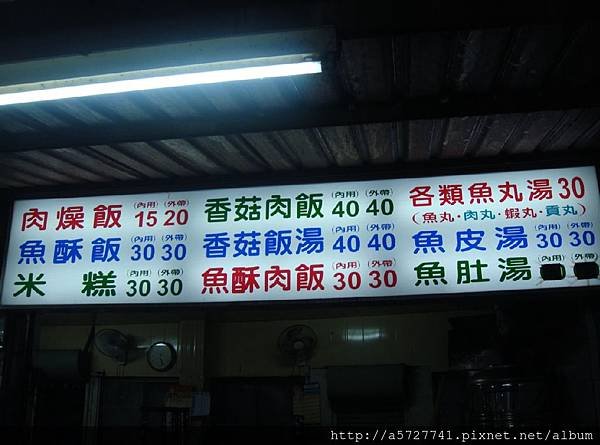 肉燥飯 (內用)15 (外帶)20
魚酥飯 (內用)30 (外帶)30
米糕 (內用)30 (外帶)30
香菇肉飯 (內用)40 (外帶)40
香菇飯湯 (內用)40 (外帶)40
魚酥肉飯 (內用)30 (外帶)30
各類魚丸湯30
(魚丸·肉丸·蝦丸·貢丸)
魚皮湯 (內用)30 (外帶)30
魚肚湯 (內用) (外帶)
http://a5727741.pixnet.net/album